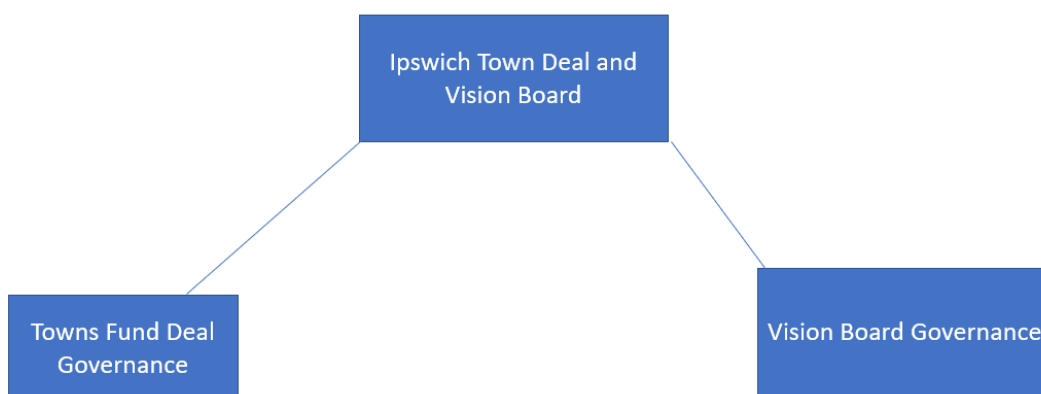 Ipswich Town Deal and
Vision Board
Towns Fund Deal
Governance
Vision Board Governance